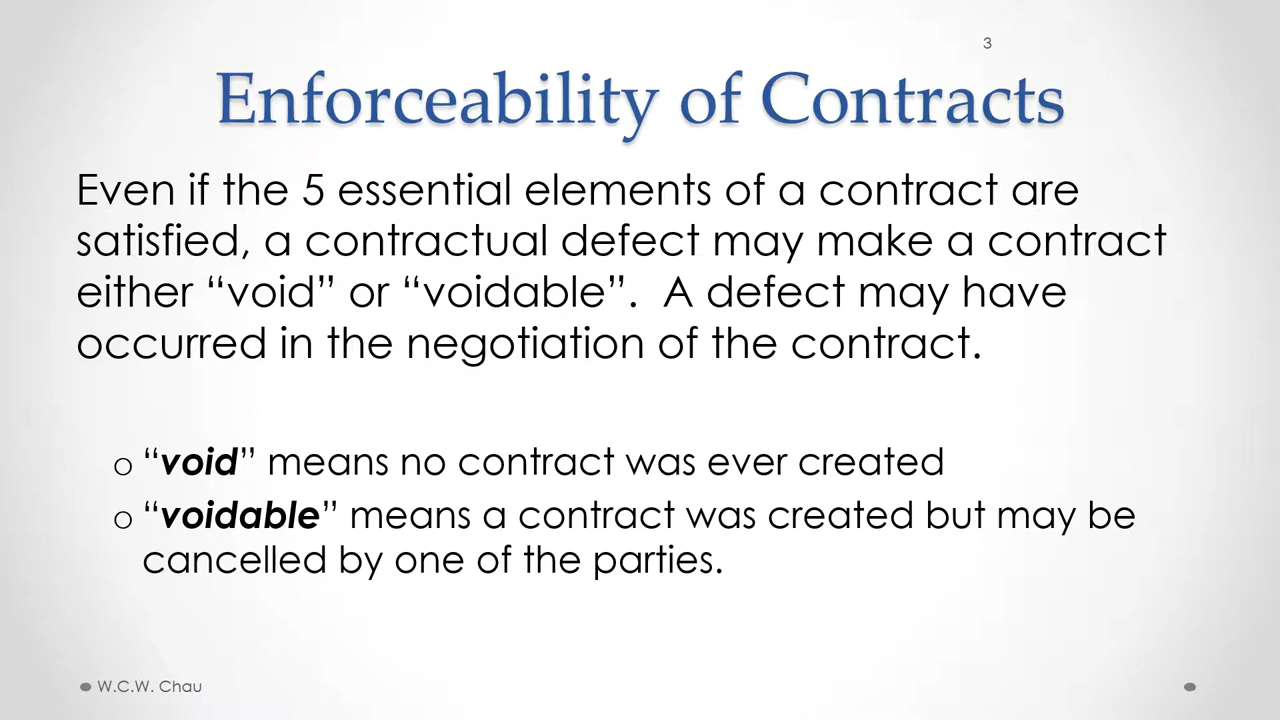 3
Enforceability of Contracts
Even if the 5 essential elements of a contract are
satisfied, a contractual defect may make a contract
either “void” or “voidable”.  A defect may have
occurred in the negotiation of the contract.
o “void” means no contract was ever created
o “voidable” means a contract was created but may be
cancelled by one of the parties.
W.C.W. Chau